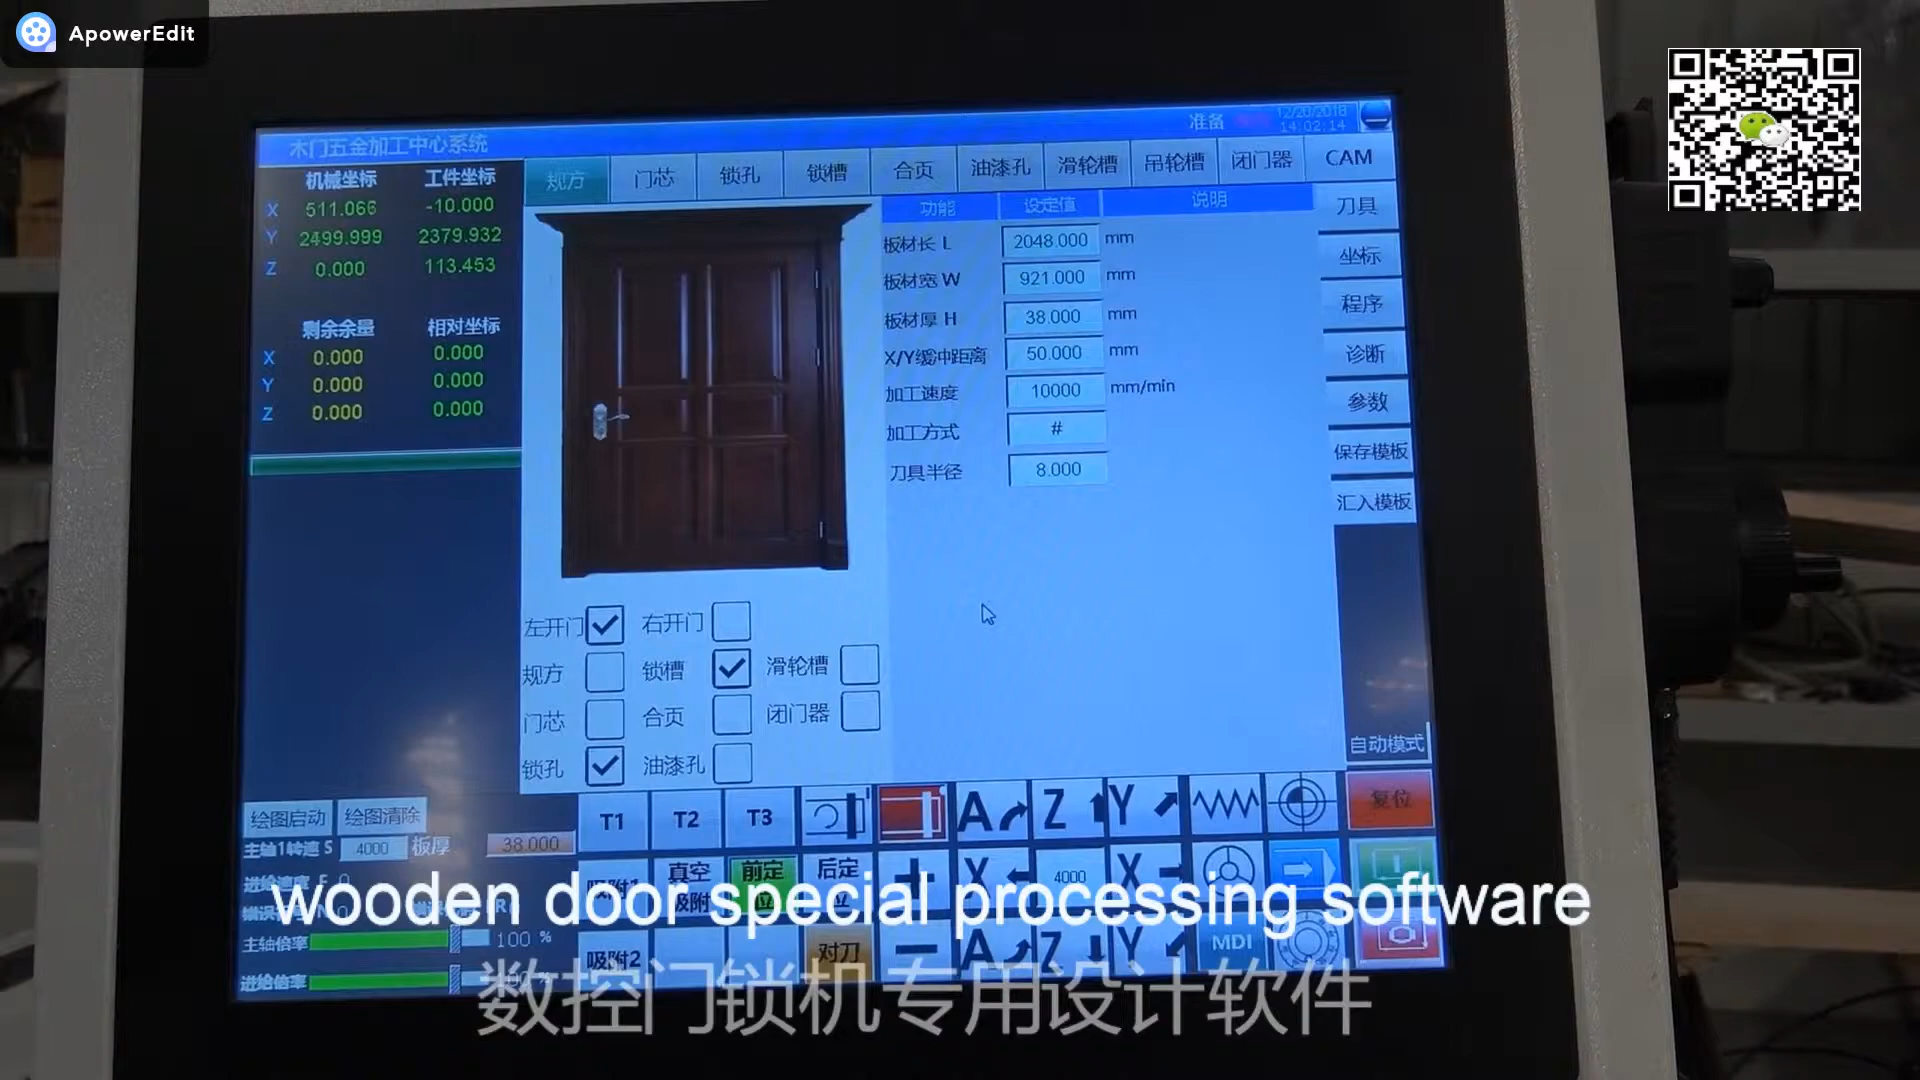 ApowerEdit
木门五金加工中心系统
准备
12/20/2018
14:02:14
机械坐标 工件坐标
X 511.066 -10.000
Y 2499.999 2379.932
Z 0.000 113.453
剩余余量 相对坐标
X 0.000 0.000
Y 0.000 0.000
Z 0.000 0.000
规方 门芯 锁孔 锁槽 合页 油漆孔 滑轮槽 吊轮槽 闭门器 CAM
功能 设定值 说明
板材长 L 2048.000 mm
板材宽 W 921.000 mm
板材厚 H 38.000 mm
X/Y缓冲距离 50.000 mm
加工速度 10000 mm/min
加工方式 #
刀具半径 8.000
刀具
坐标
程序
诊断
参数
保存模板
汇入模板
自动模式
左开门 右开门
规方 锁槽 滑轮槽
门芯 合页 闭门器
锁孔 油漆孔
绘图启动 绘图清除
主轴1转速 S 4000 板厚 38.000
主轴倍率 100 %
进给倍率
T1 T2 T3 A Z Y 复位
真空 前定 后定 X 4000 X
吸附2 对刀 A Z Y MDI
wooden door special processing software
数控门锁机专用设计软件